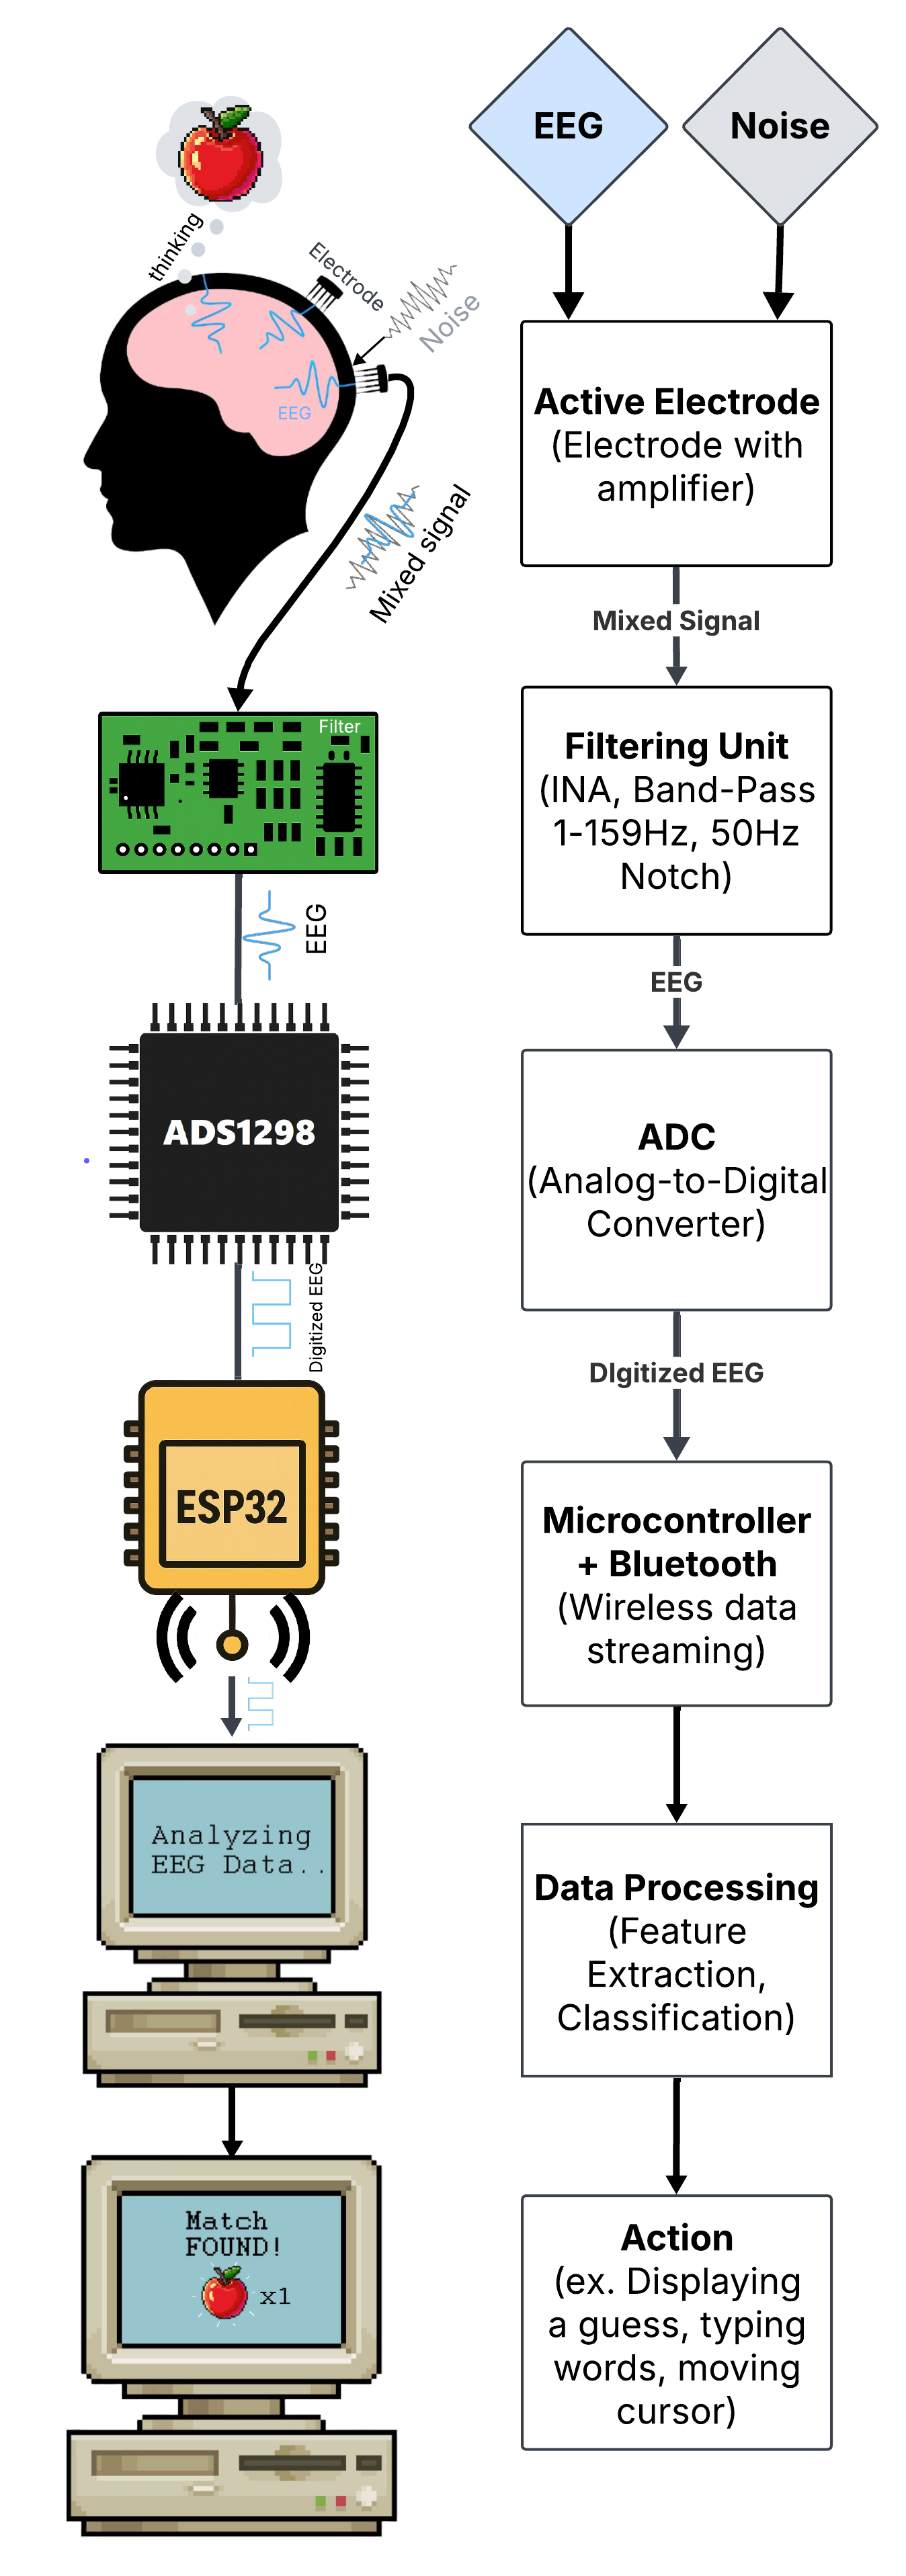 thinking
Electrode
Noise
EEG
Mixed signal
Filter
EEG
ADS1298
Digitized EEG
ESP32
Analyzing
EEG Data..
Match
FOUND!
x1
EEG
Noise
Active Electrode
(Electrode with
amplifier)
Mixed Signal
Filtering Unit
(INA, Band-Pass
1-159Hz, 50Hz
Notch)
EEG
ADC
(Analog-to-Digital
Converter)
DIgitized EEG
Microcontroller
+ Bluetooth
(Wireless data
streaming)
Data Processing
(Feature
Extraction,
Classification)
Action
(ex. Displaying
a guess, typing
words, moving
cursor)